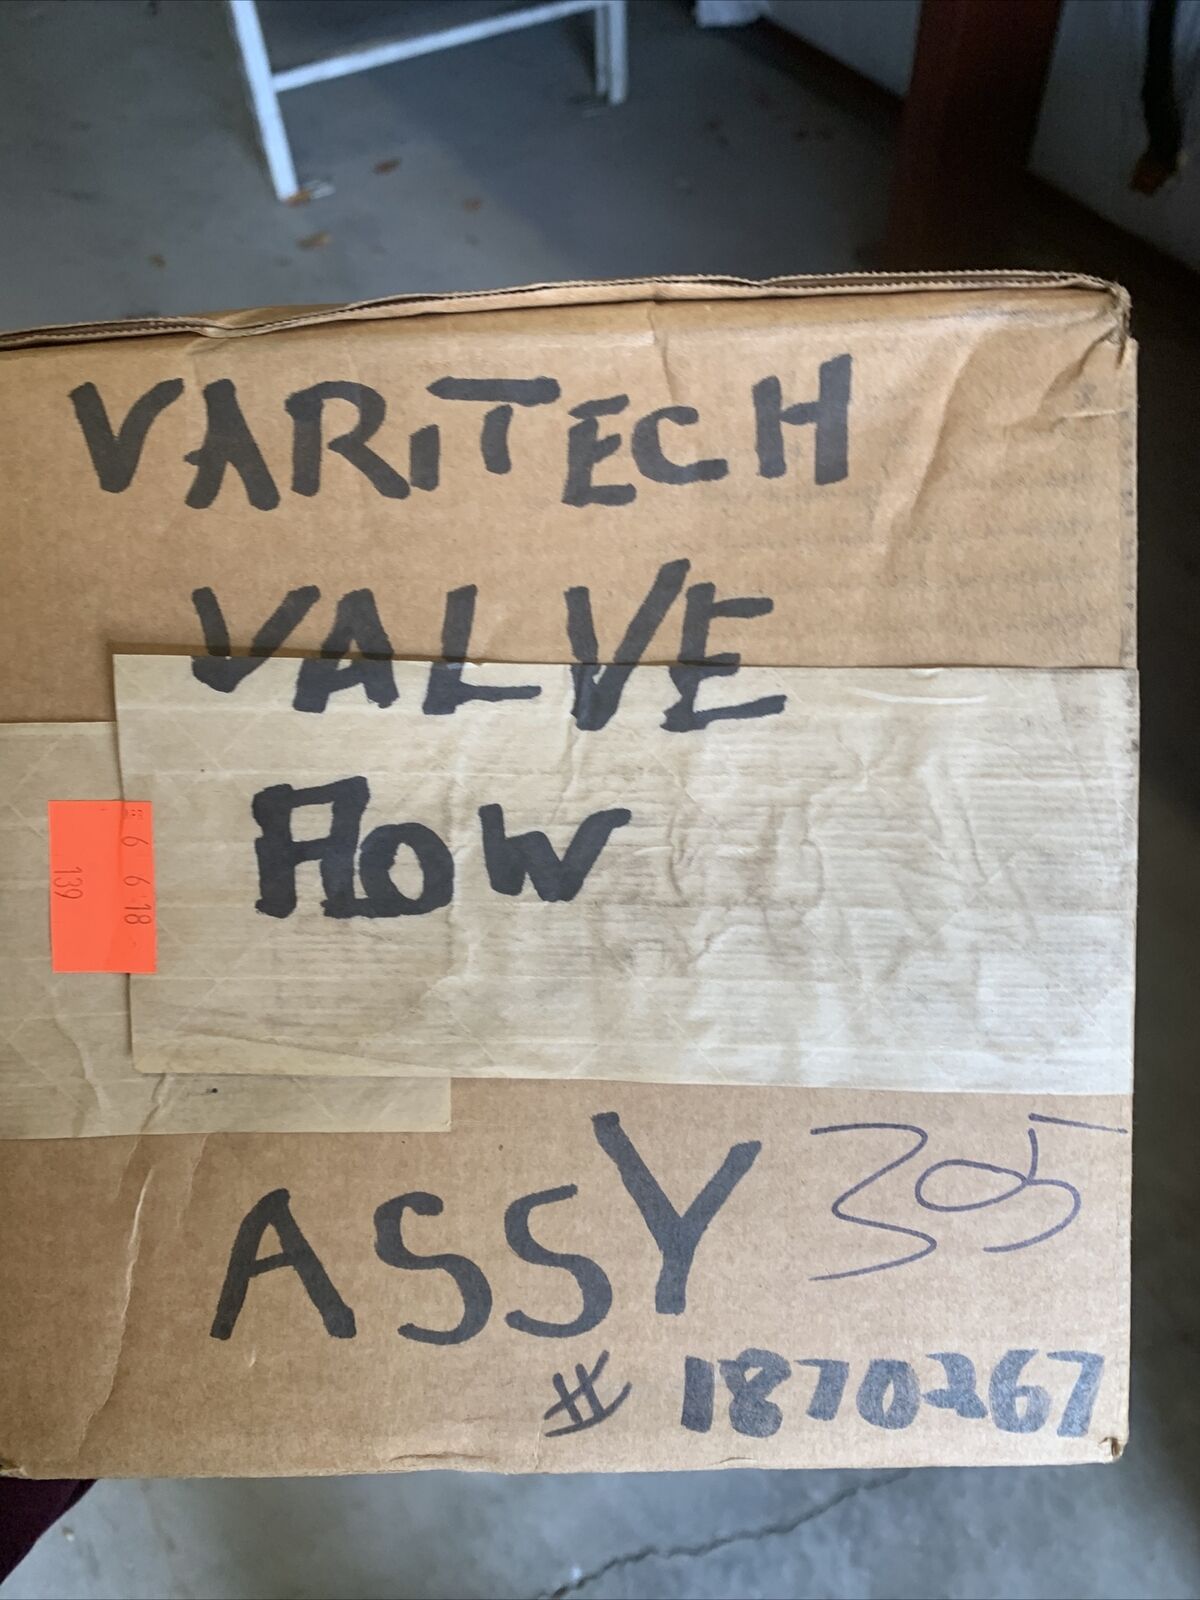 VARiTECH
VALVE
FlOW
6 6 18
139
ASSY 305
# 1870267